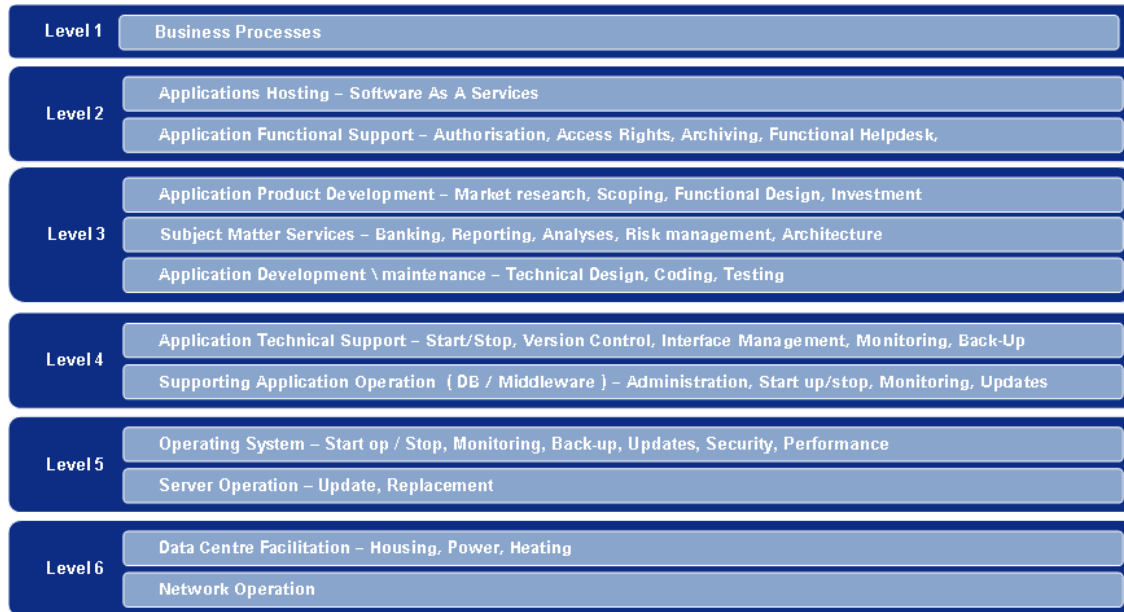 Level 1
Business Processes
Level 2
Applications Hosting – Software As A Services
Application Functional Support – Authorisation, Access Rights, Archiving, Functional Helpdesk,
Level 3
Application Product Development – Market research, Scoping, Functional Design, Investment
Subject Matter Services – Banking, Reporting, Analyses, Risk management, Architecture
Application Development \ maintenance – Technical Design, Coding, Testing
Level 4
Application Technical Support – Start/Stop, Version Control, Interface Management, Monitoring, Back-Up
Supporting Application Operation ( DB / Middleware ) – Administration, Start up/stop, Monitoring, Updates
Level 5
Operating System – Start op / Stop, Monitoring, Back-up, Updates, Security, Performance
Server Operation – Update, Replacement
Level 6
Data Centre Facilitation – Housing, Power, Heating
Network Operation